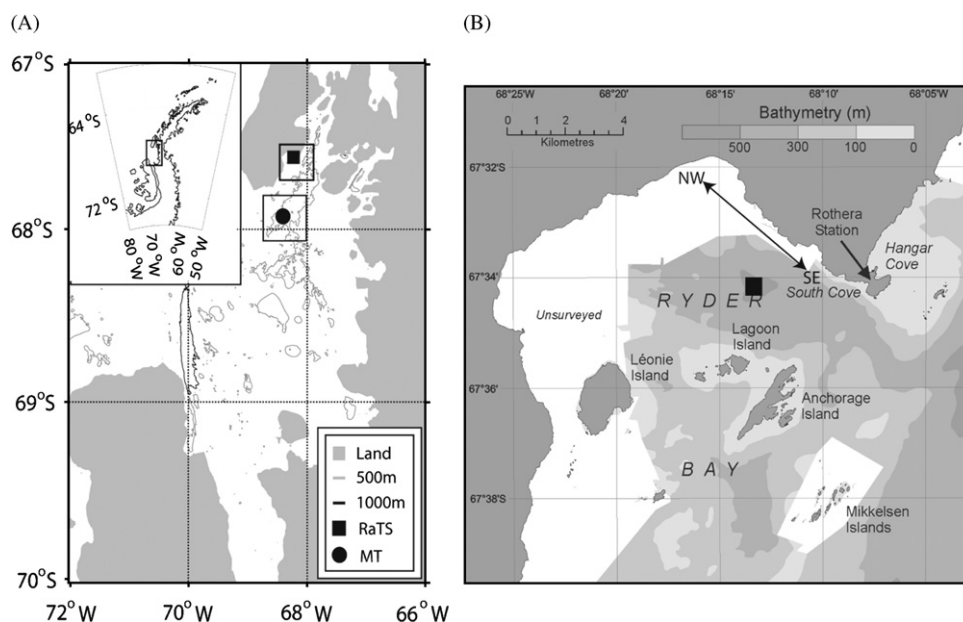 (A)
67°S
64°S
72°S
80°W
70°W
60°W
50°W
68°S
69°S
70°S
72°W
70°W
68°W
66°W
Land
500m
1000m
RaTS
MT
(B)
68°25'W
68°20'
68°15'
68°10'
68°05'W
0 2 4
Kilometres
Bathymetry (m)
500 300 100 0
67°32'S
67°34'
67°36'
67°38'S
NW
SE
Rothera
Station
Hangar
Cove
South Cove
RYDER
Unsurveyed
Lagoon
Island
Léonie
Island
Anchorage
Island
BAY
Mikkelsen
Islands